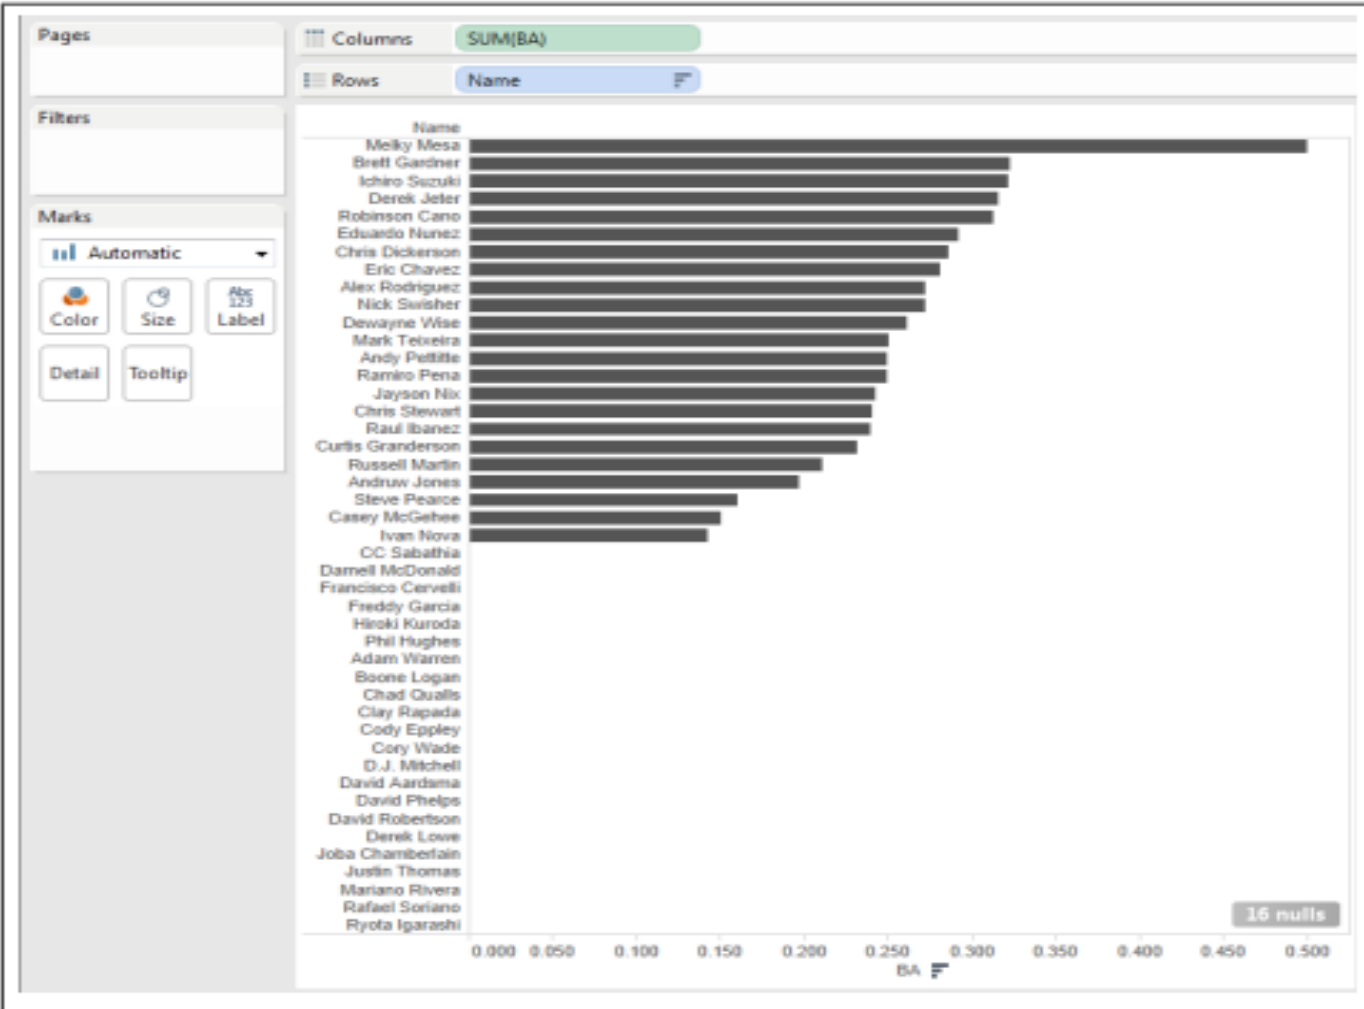 Pages
Columns SUM(BA)
Rows Name
Filters
Marks
Automatic
Color Size Abc 123 Label
Detail Tooltip
Name
Melky Mesa
Brett Gardner
Ichiro Suzuki
Derek Jeter
Robinson Cano
Eduardo Nunez
Chris Dickerson
Eric Chavez
Alex Rodriguez
Nick Swisher
Dewayne Wise
Mark Teixeira
Andy Pettitte
Ramiro Pena
Jayson Nix
Chris Stewart
Raul Ibanez
Curtis Granderson
Russell Martin
Andruw Jones
Steve Pearce
Casey McGehee
Ivan Nova
CC Sabathia
Darnell McDonald
Francisco Cervelli
Freddy Garcia
Hiroki Kuroda
Phil Hughes
Adam Warren
Boone Logan
Chad Qualls
Clay Rapada
Cody Eppley
Cory Wade
D.J. Mitchell
David Aardsma
David Phelps
David Robertson
Derek Lowe
Joba Chamberlain
Justin Thomas
Mariano Rivera
Rafael Soriano
Ryota Igarashi
16 nulls
0.000 0.050 0.100 0.150 0.200 0.250 0.300 0.350 0.400 0.450 0.500
BA